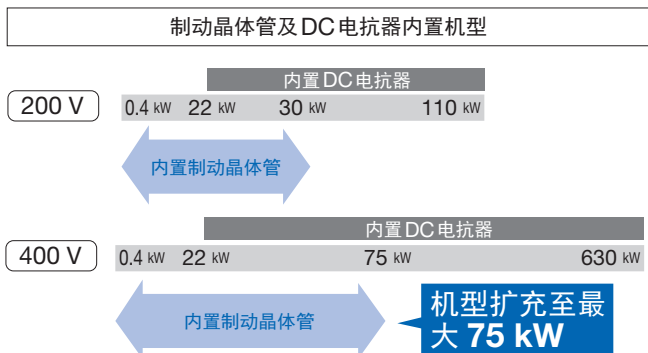 制动晶体管及DC电抗器内置机型
内置DC电抗器
200 V
0.4 kW 22 kW 30 kW 110 kW
内置制动晶体管
内置DC电抗器
400 V
0.4 kW 22 kW 75 kW 630 kW
内置制动晶体管
机型扩充至最
大 75 kW